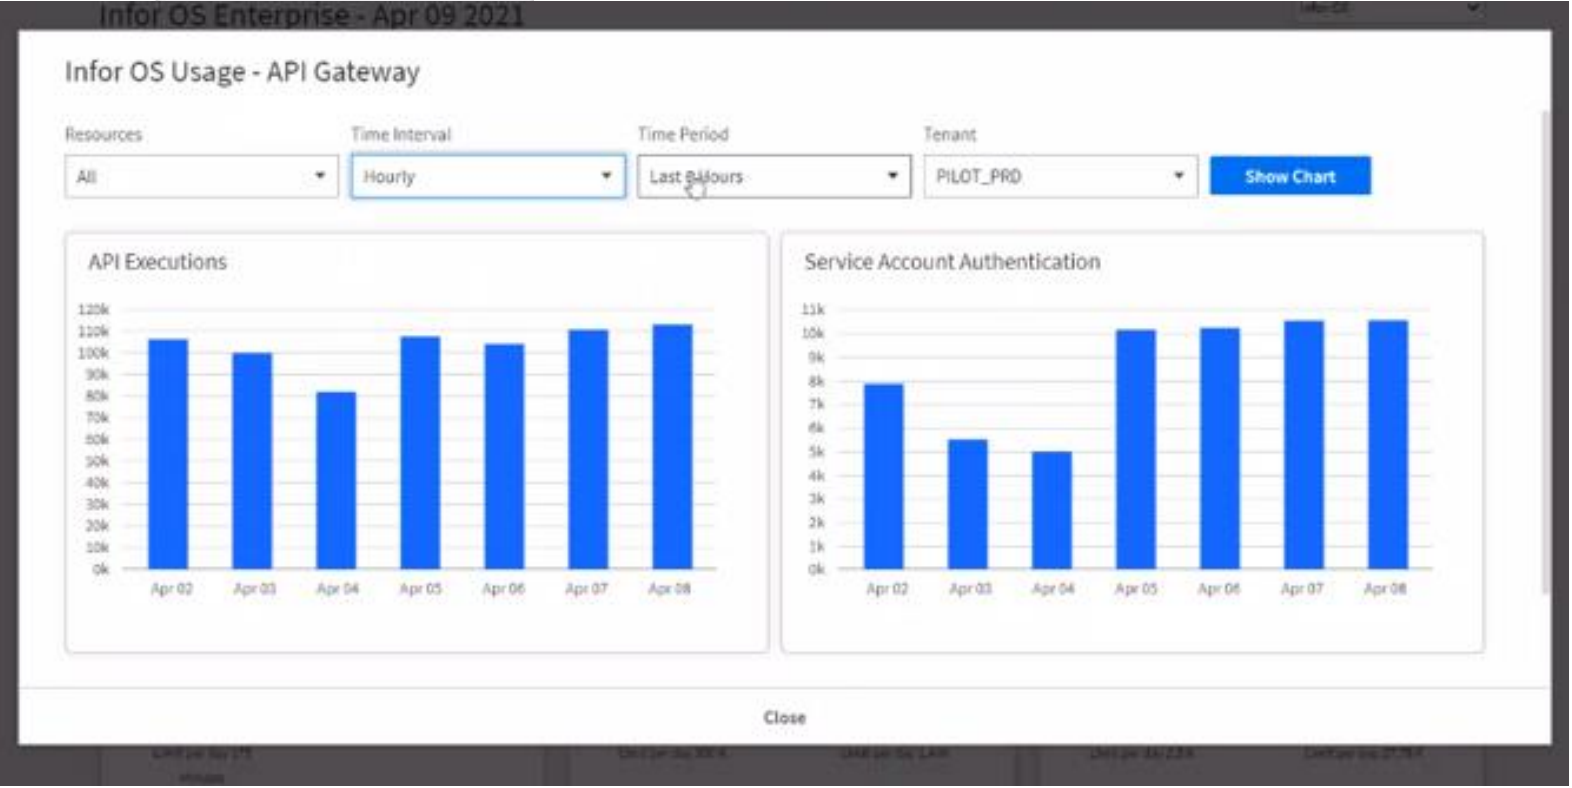 Infor OS Enterprise - Apr 09 2021
Infor OS Usage - API Gateway
Resources Time Interval Time Period Tenant
All Hourly Last Hours PILOT_PRD Show Chart
API Executions
120k
110k
100k
90k
80k
70k
60k
50k
40k
30k
20k
10k
0k
Apr 02 Apr 03 Apr 04 Apr 05 Apr 06 Apr 07 Apr 08
Service Account Authentication
11k
10k
9k
8k
7k
6k
5k
4k
3k
2k
1k
0k
Apr 02 Apr 03 Apr 04 Apr 05 Apr 06 Apr 07 Apr 08
Close